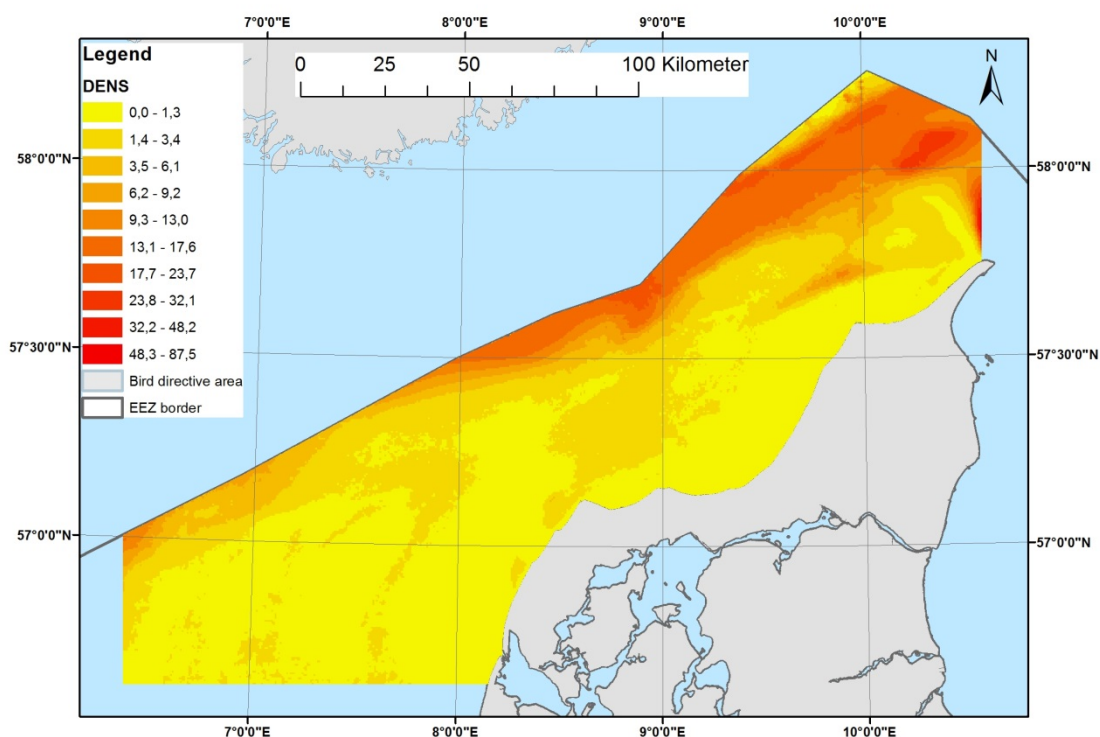 7°0'0"E 8°0'0"E 9°0'0"E 10°0'0"E
Legend
DENS
0,0 - 1,3
1,4 - 3,4
3,5 - 6,1
6,2 - 9,2
9,3 - 13,0
13,1 - 17,6
17,7 - 23,7
23,8 - 32,1
32,2 - 48,2
48,3 - 87,5
Bird directive area
EEZ border
0 25 50 100 Kilometer
N
58°0'0"N 58°0'0"N
57°30'0"N 57°30'0"N
57°0'0"N 57°0'0"N
7°0'0"E 8°0'0"E 9°0'0"E 10°0'0"E